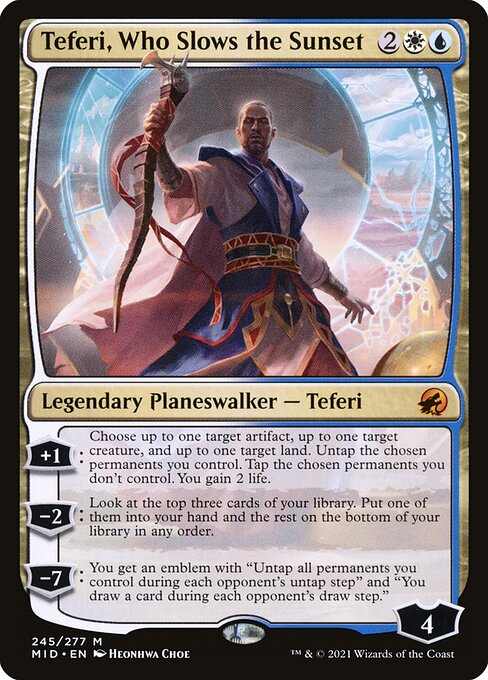 Teferi, Who Slows the Sunset 2
Legendary Planeswalker — Teferi
+1: Choose up to one target artifact, up to one target
creature, and up to one target land. Untap the chosen
permanents you control. Tap the chosen permanents you
don't control. You gain 2 life.
−2: Look at the top three cards of your library. Put one of
them into your hand and the rest on the bottom of your
library in any order.
−7: You get an emblem with “Untap all permanents you
control during each opponent's untap step” and “You
draw a card during each opponent's draw step.”
4
245/277 M
MID • EN Heonhwa Choe
™ & © 2021 Wizards of the Coast